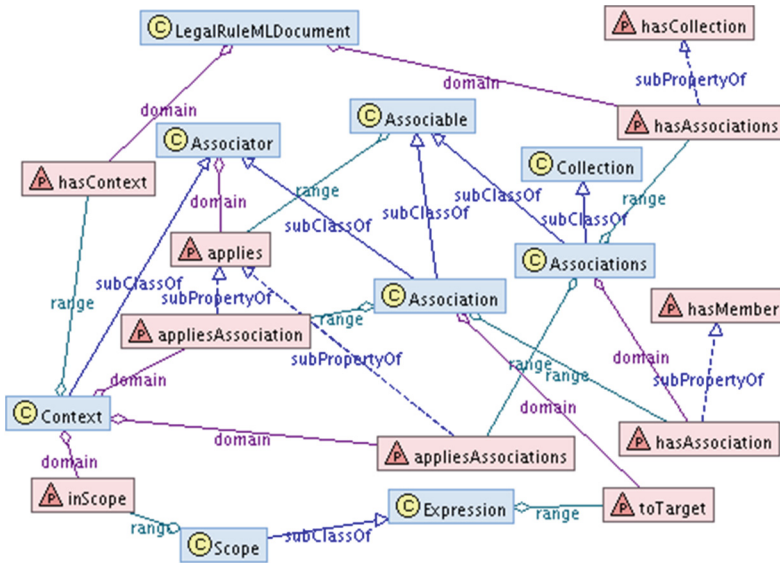 C LegalRuleMLDocument
P hasCollection
subPropertyOf
domain
domain
C Associable
P hasAssociations
C Associator
C Collection
P hasContext
range
subClassOf
range
domain
subClassOf
subClassOf
subClassOf
P applies
C Associations
subClassOf
range
subPropertyOf
C Association
P hasMember
P appliesAssociation
range
subPropertyOf
range
domain
range
subPropertyOf
domain
C Context
domain
domain
P hasAssociation
domain
P appliesAssociations
P inScope
C Expression
range
P toTarget
range
C Scope
subClassOf